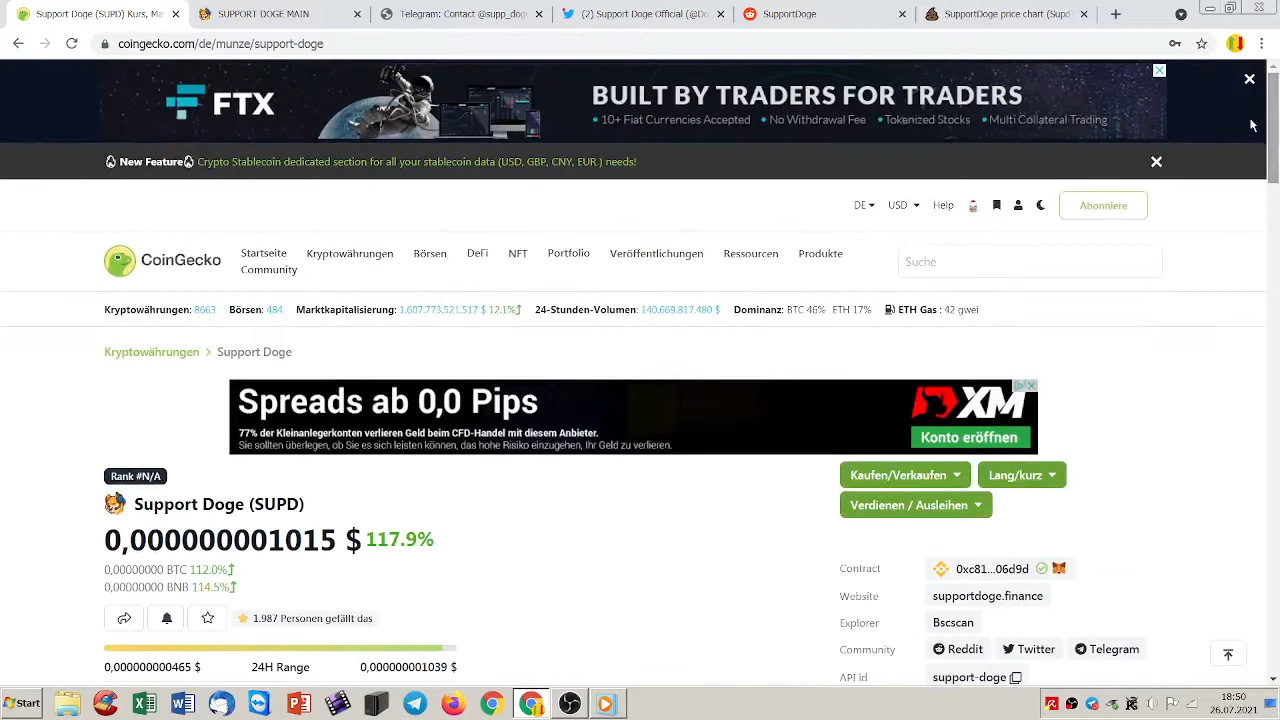 Support Doge (SUPD) Kurs, Ma
SupportDoge
Telegram: Contact @supp_dog
(2) Support Doge Official (@Do
SupportDoge
SupportDoge price chart (Supd
coingecko.com/de/munze/support-doge
FTX
BUILT BY TRADERS FOR TRADERS
• 10+ Fiat Currencies Accepted • No Withdrawal Fee • Tokenized Stocks • Multi Collateral Trading
New Feature Crypto Stablecoin dedicated section for all your stablecoin data (USD, GBP, CNY, EUR ) needs!
DE USD Help Abonniere
CoinGecko
Startseite Kryptowährungen Börsen DeFi NFT Portfolio Veröffentlichungen Ressourcen Produkte
Community
Suche
Kryptowährungen: 8663 Börsen: 484 Marktkapitalisierung: 1.607.773.521.517 $ 12.1% 24-Stunden-Volumen: 140.669.817.480 $ Dominanz: BTC 46% ETH 17% ETH Gas : 42 gwei
Kryptowährungen > Support Doge
Spreads ab 0,0 Pips
77% der Kleinanlegerkonten verlieren Geld beim CFD-Handel mit diesem Anbieter.
Sie sollten überlegen, ob Sie es sich leisten können, das hohe Risiko einzugehen, Ihr Geld zu verlieren.
XM
Konto eröffnen
Rank #N/A
Support Doge (SUPD)
0,000000001015 $ 117.9%
0,00000000 BTC 112.0%
0,00000000 BNB 114.5%
1.987 Personen gefällt das
0,000000000465 $ 24H Range 0,000000001039 $
Kaufen/Verkaufen Lang/kurz
Verdienen / Ausleihen
Contract 0xc81...06d9d
Website supportdoge.finance
Explorer Bscscan
Community Reddit Twitter Telegram
API id support-doge
Start
18:50
26.05.2021